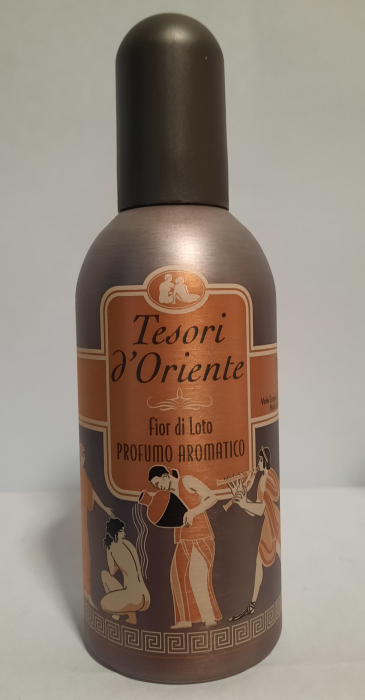 Tesori
d'Oriente
Fior di Loto
PROFUMO AROMATICO